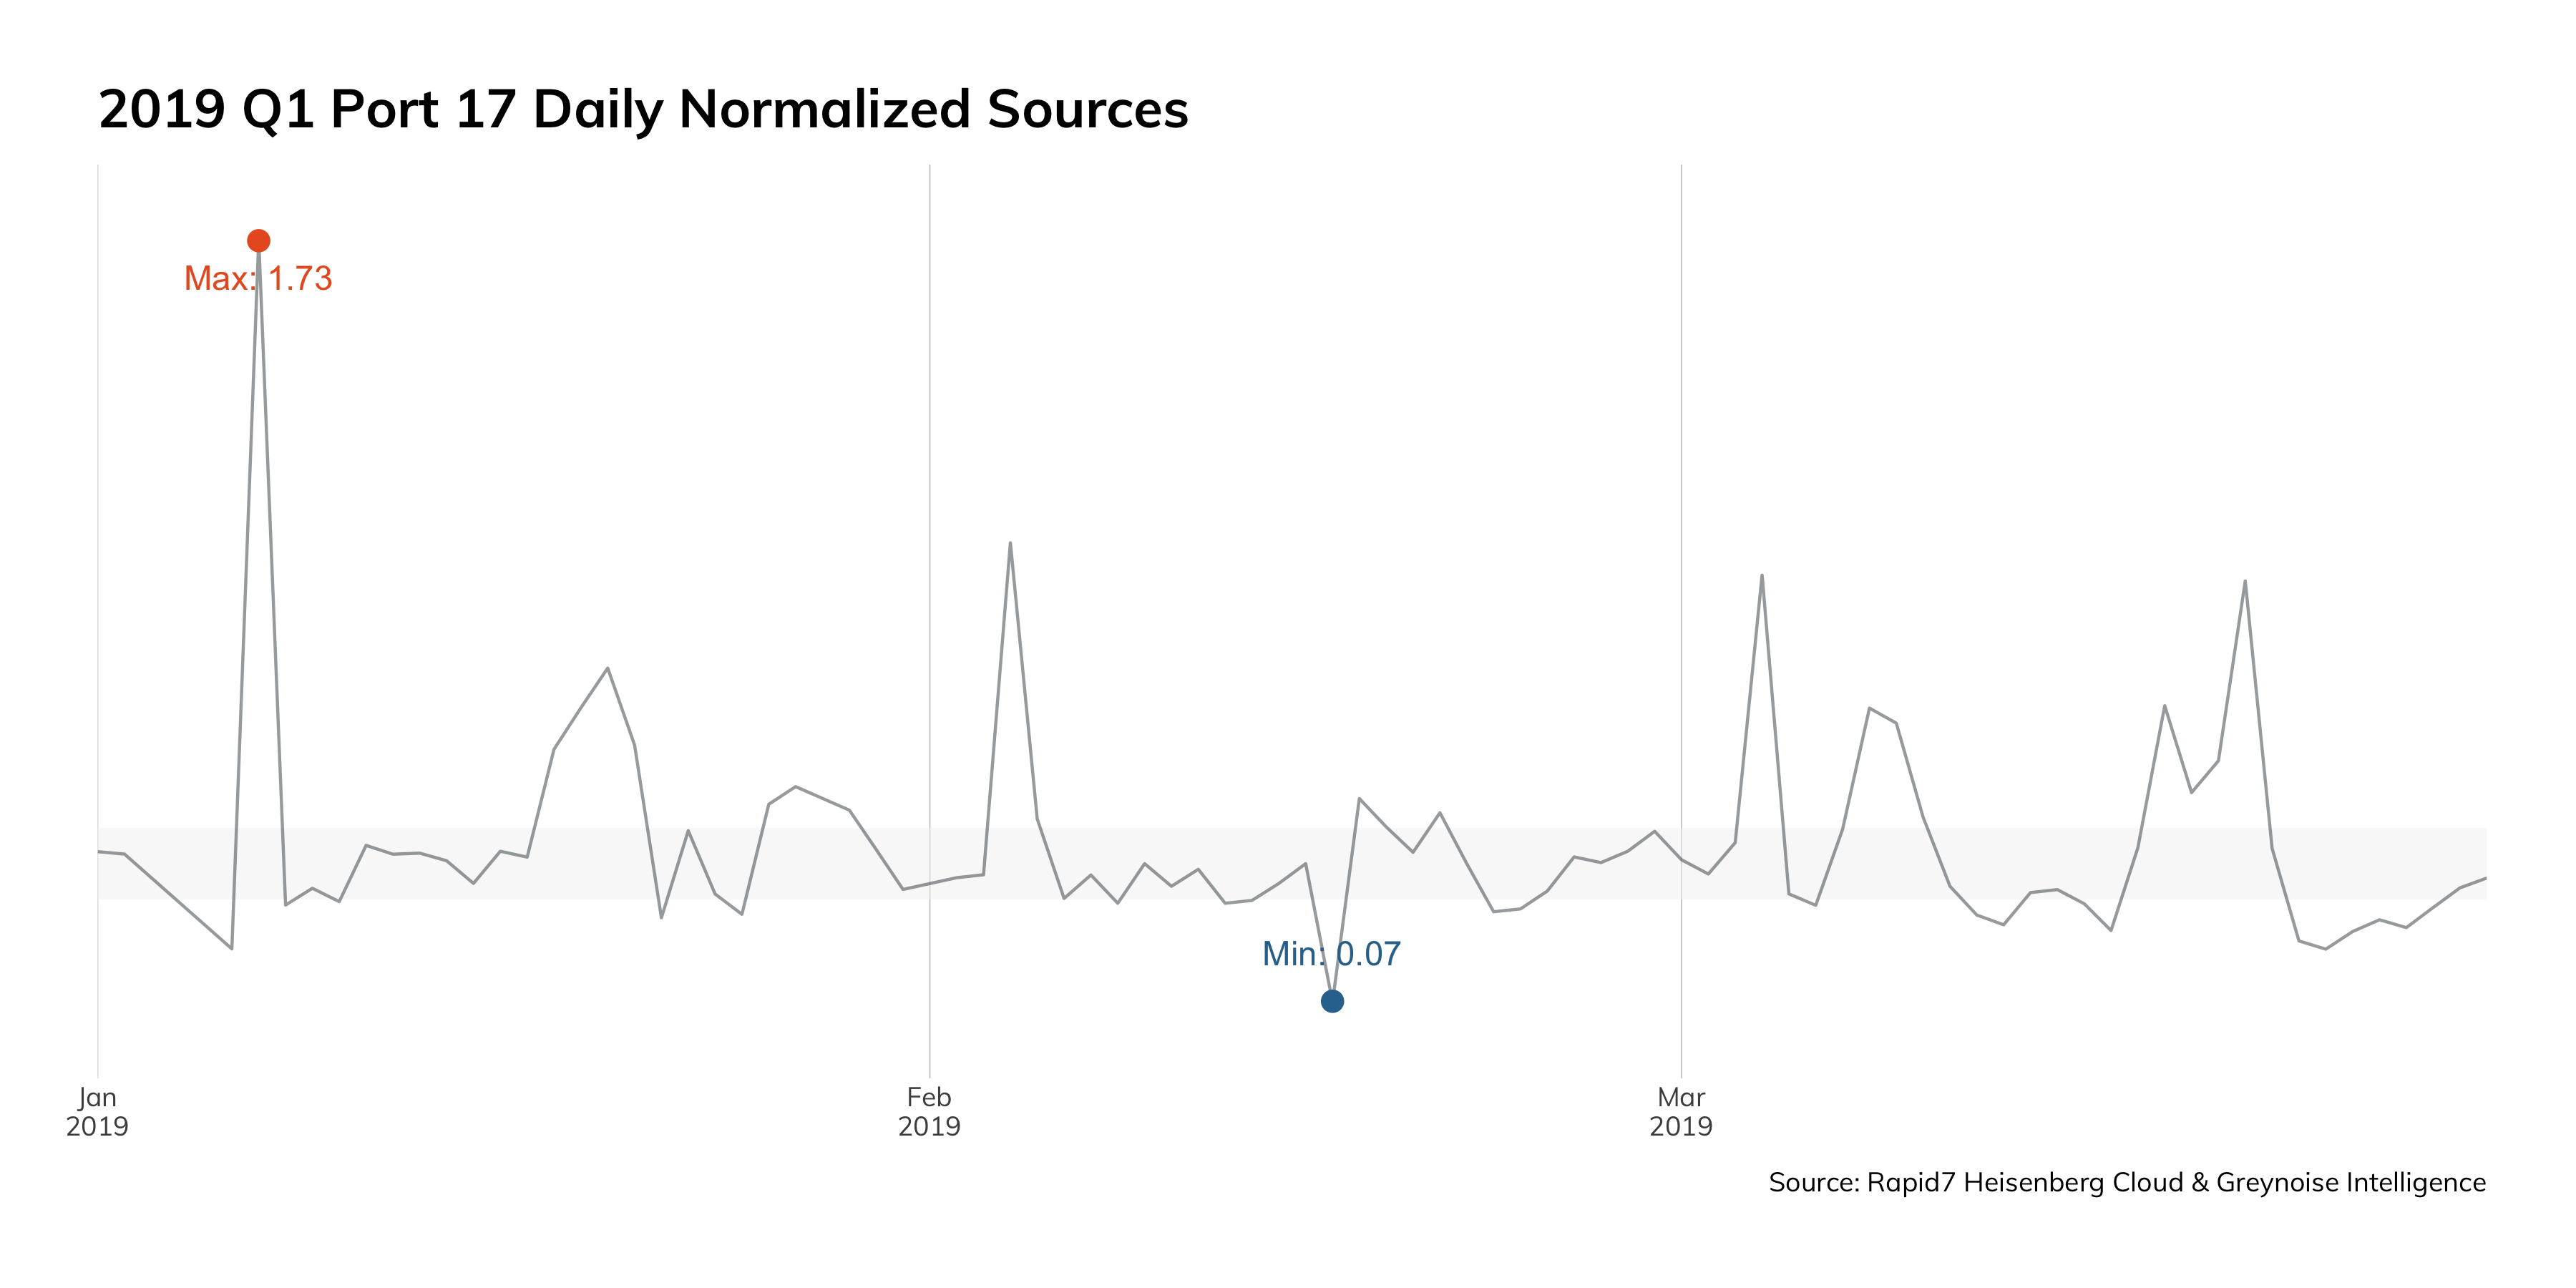 2019 Q1 Port 17 Daily Normalized Sources
Max: 1.73
Min: 0.07
Jan
2019
Feb
2019
Mar
2019
Source: Rapid7 Heisenberg Cloud & Greynoise Intelligence